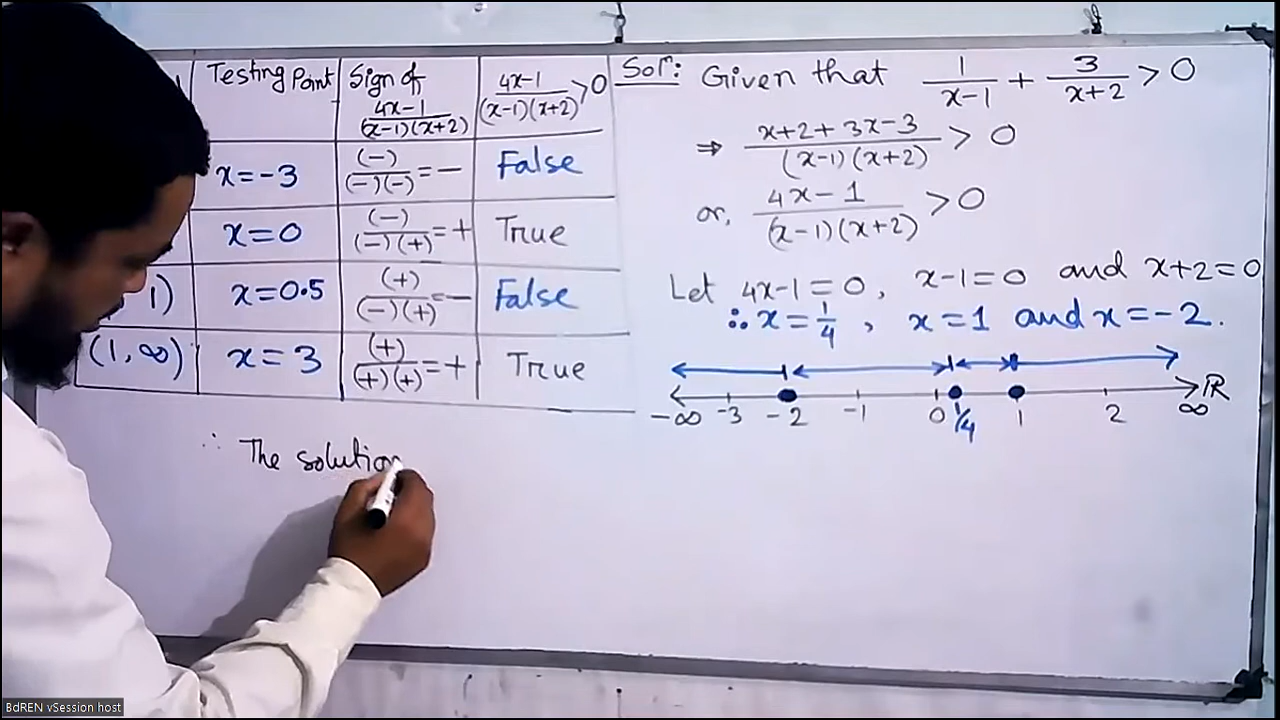 Testing Point
Sign of (4x-1)/((x-1)(x+2))
(4x-1)/((x-1)(x+2)) > 0
x = -3
(-)/((-)(-)) = -
False
x = 0
(-)/((-)(+)) = +
True
1)
x = 0.5
(+)/((-)(+)) = -
False
(1, ∞)
x = 3
(+)/((+)(+)) = +
True
∴ The solution
Soln: Given that 1/(x-1) + 3/(x+2) > 0
⇒ (x+2+3x-3)/((x-1)(x+2)) > 0
or, (4x-1)/((x-1)(x+2)) > 0
Let 4x-1=0, x-1=0 and x+2=0
∴ x = 1/4, x = 1 and x = -2.
ℝ
-∞ -3 -2 -1 0 1/4 1 2 ∞
BdREN vSession host